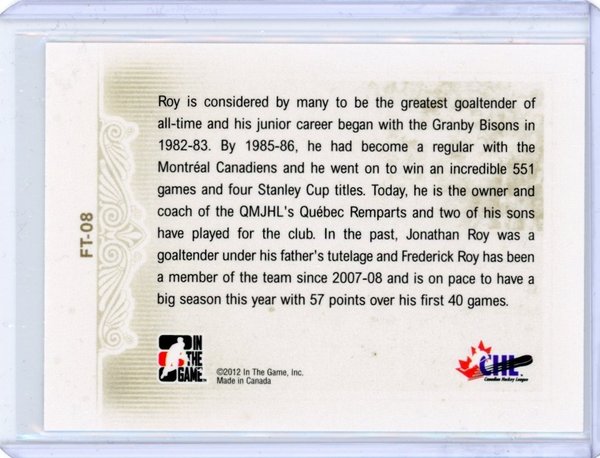 Roy is considered by many to be the greatest goaltender of
all-time and his junior career began with the Granby Bisons in
1982-83. By 1985-86, he had become a regular with the
Montréal Canadiens and he went on to win an incredible 551
games and four Stanley Cup titles. Today, he is the owner and
coach of the QMJHL's Québec Remparts and two of his sons
have played for the club. In the past, Jonathan Roy was a
goaltender under his father's tutelage and Frederick Roy has been
a member of the team since 2007-08 and is on pace to have a
big season this year with 57 points over his first 40 games.
FT-08
IN
THE
GAME
©2012 In The Game, Inc.
Made in Canada
CHL
Canadian Hockey League